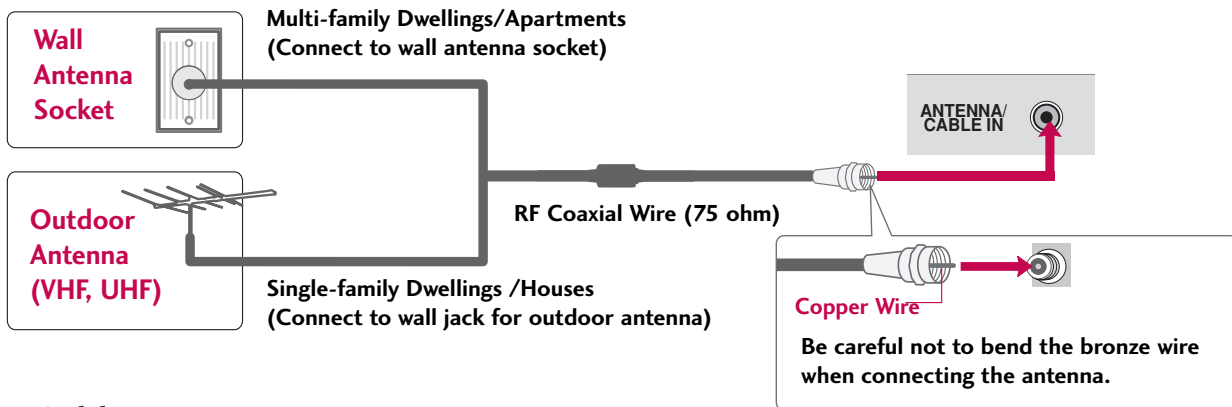 Multi-family Dwellings/Apartments
(Connect to wall antenna socket)
Wall
Antenna
Socket
ANTENNA/
CABLE IN
RF Coaxial Wire (75 ohm)
Outdoor
Antenna
(VHF, UHF)
Single-family Dwellings /Houses
(Connect to wall jack for outdoor antenna)
Copper Wire
Be careful not to bend the bronze wire
when connecting the antenna.